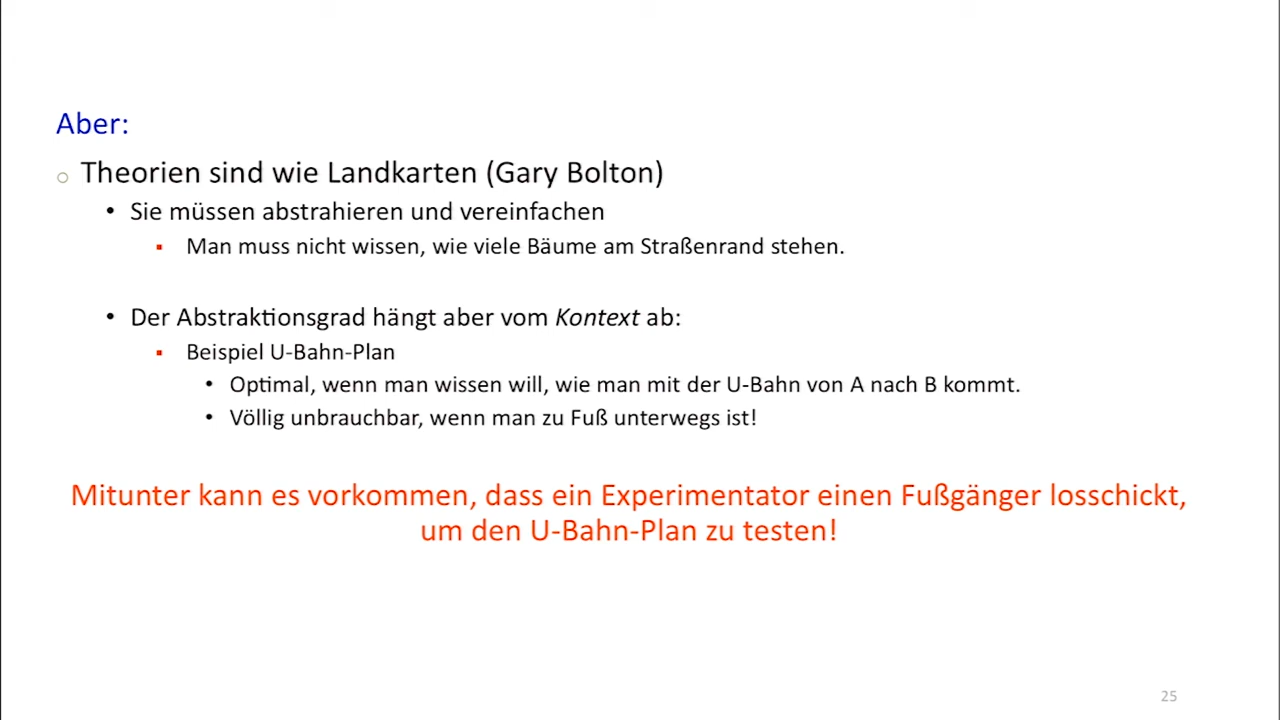 Aber:
○ Theorien sind wie Landkarten (Gary Bolton)
• Sie müssen abstrahieren und vereinfachen
▪ Man muss nicht wissen, wie viele Bäume am Straßenrand stehen.
• Der Abstraktionsgrad hängt aber vom Kontext ab:
▪ Beispiel U-Bahn-Plan
• Optimal, wenn man wissen will, wie man mit der U-Bahn von A nach B kommt.
• Völlig unbrauchbar, wenn man zu Fuß unterwegs ist!
Mitunter kann es vorkommen, dass ein Experimentator einen Fußgänger losschickt,
um den U-Bahn-Plan zu testen!
25